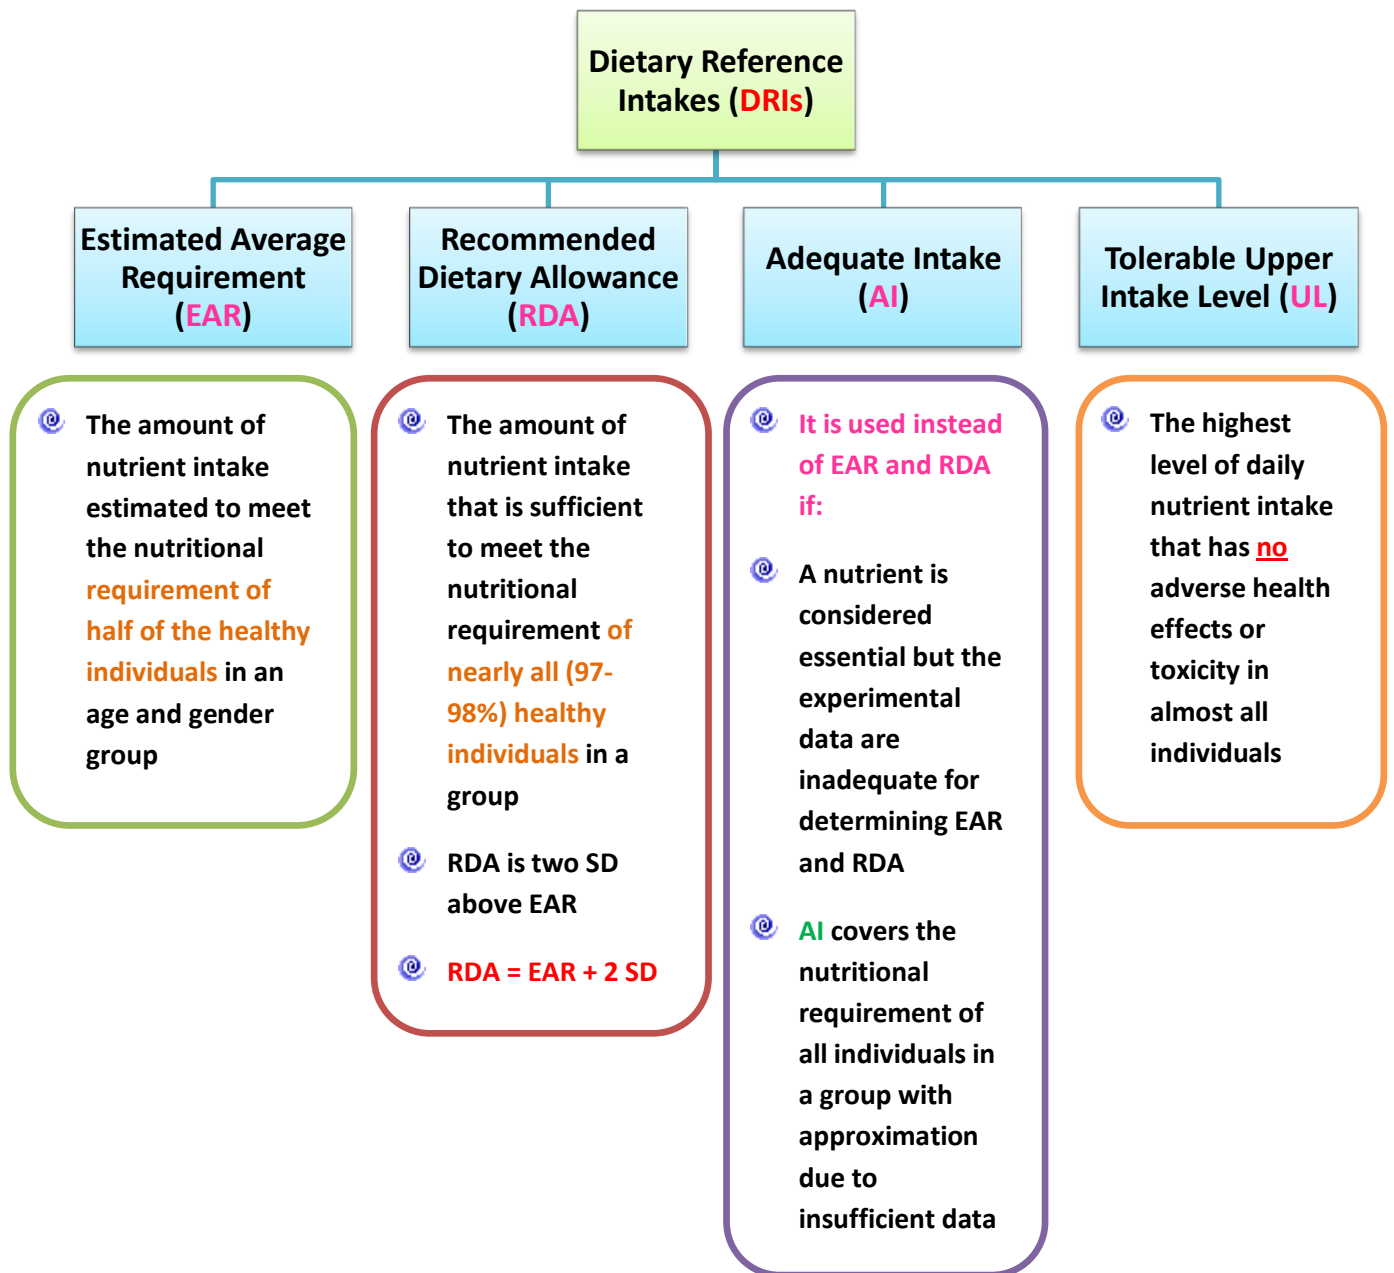 Dietary Reference
Intakes (DRIs)
Estimated Average
Requirement
(EAR)
Recommended
Dietary Allowance
(RDA)
Adequate Intake
(AI)
Tolerable Upper
Intake Level (UL)
The amount of
nutrient intake
estimated to meet
the nutritional
requirement of
half of the healthy
individuals in an
age and gender
group
The amount of
nutrient intake
that is sufficient
to meet the
nutritional
requirement of
nearly all (97-
98%) healthy
individuals in a
group
RDA is two SD
above EAR
RDA = EAR + 2 SD
It is used instead
of EAR and RDA
if:
A nutrient is
considered
essential but the
experimental
data are
inadequate for
determining EAR
and RDA
AI covers the
nutritional
requirement of
all individuals in
a group with
approximation
due to
insufficient data
The highest
level of daily
nutrient intake
that has no
adverse health
effects or
toxicity in
almost all
individuals